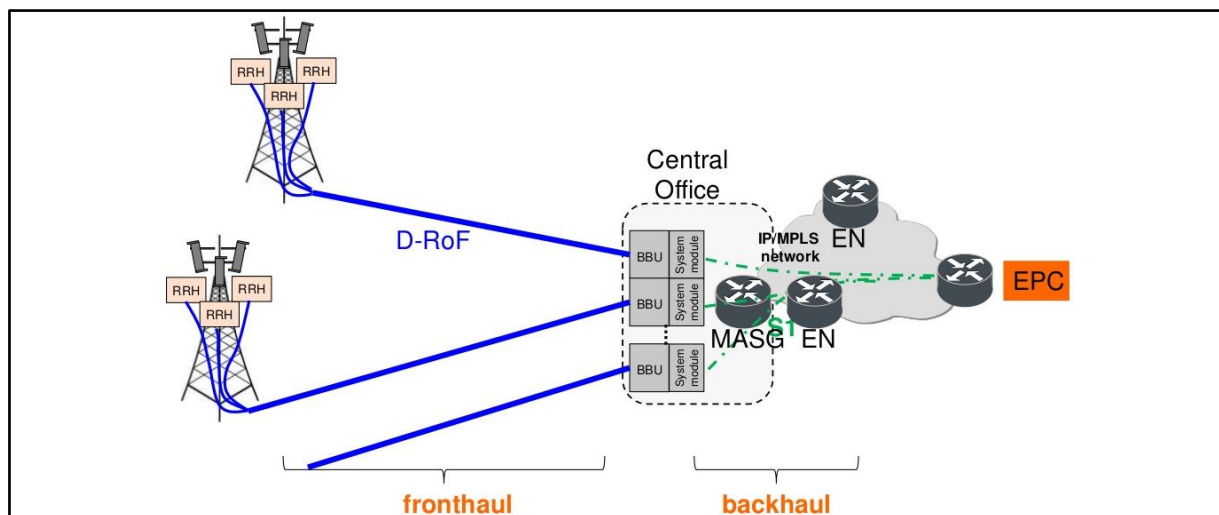 RRH
RRH
RRH
Central
Office
D-RoF
IP/MPLS
network
EN
BBU
System
module
RRH
RRH
RRH
BBU
System
module
EPC
S1
MASG
EN
BBU
System
module
fronthaul
backhaul